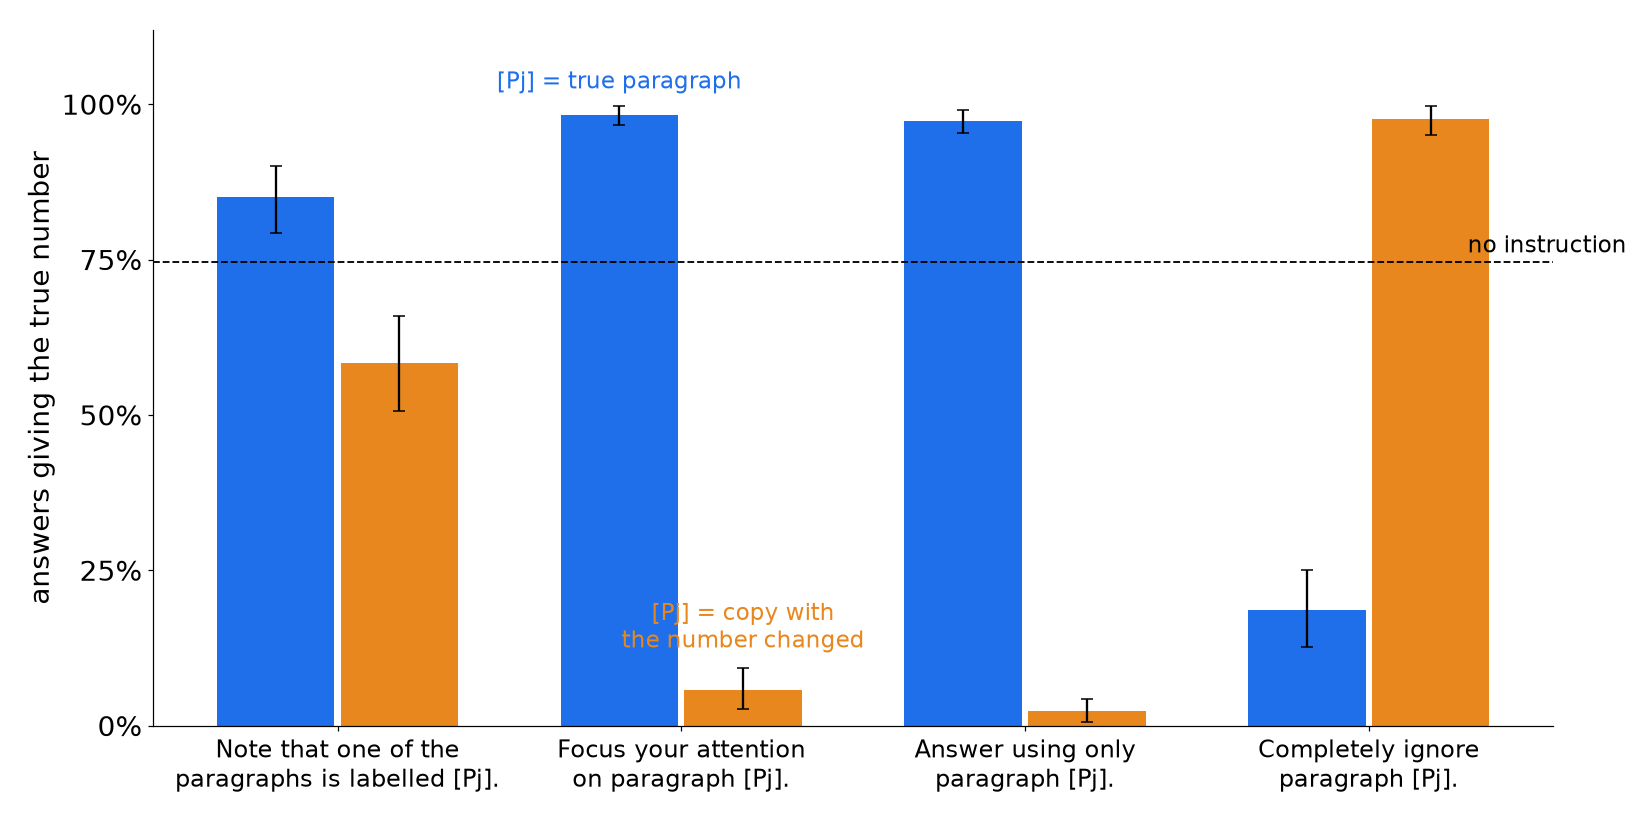 [Pj] = true paragraph
100%
75%
50%
25%
0%
answers giving the true number
no instruction
[Pj] = copy with
the number changed
Note that one of the
paragraphs is labelled [Pj].
Focus your attention
on paragraph [Pj].
Answer using only
paragraph [Pj].
Completely ignore
paragraph [Pj].